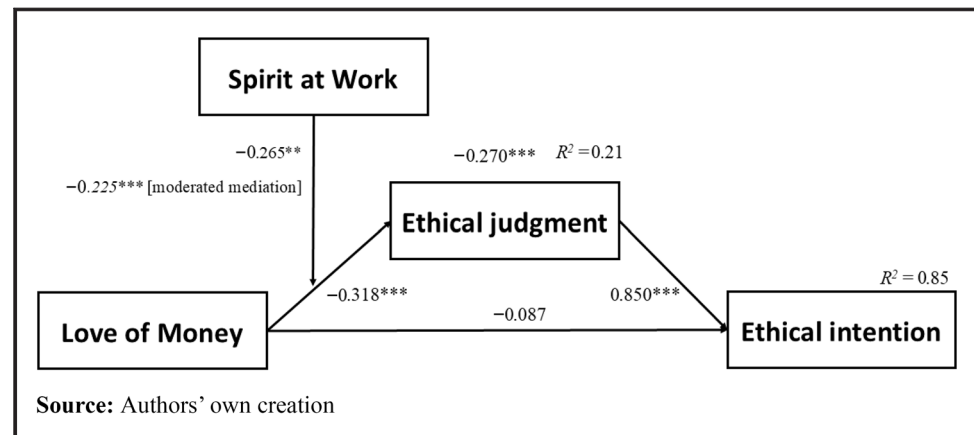 Spirit at Work
−0.265**
−0.225*** [moderated mediation]
−0.270*** R² =0.21
Ethical judgment
−0.318***
0.850***
R² = 0.85
Love of Money
−0.087
Ethical intention
Source: Authors’ own creation